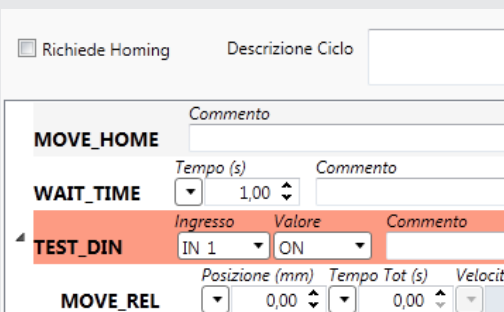 Richiede Homing Descrizione Ciclo
Commento
MOVE_HOME
Tempo (s) Commento
WAIT_TIME 1,00
Ingresso Valore Commento
TEST_DIN IN 1 ON
Posizione (mm) Tempo Tot (s) Velocit
MOVE_REL 0,00 0,00